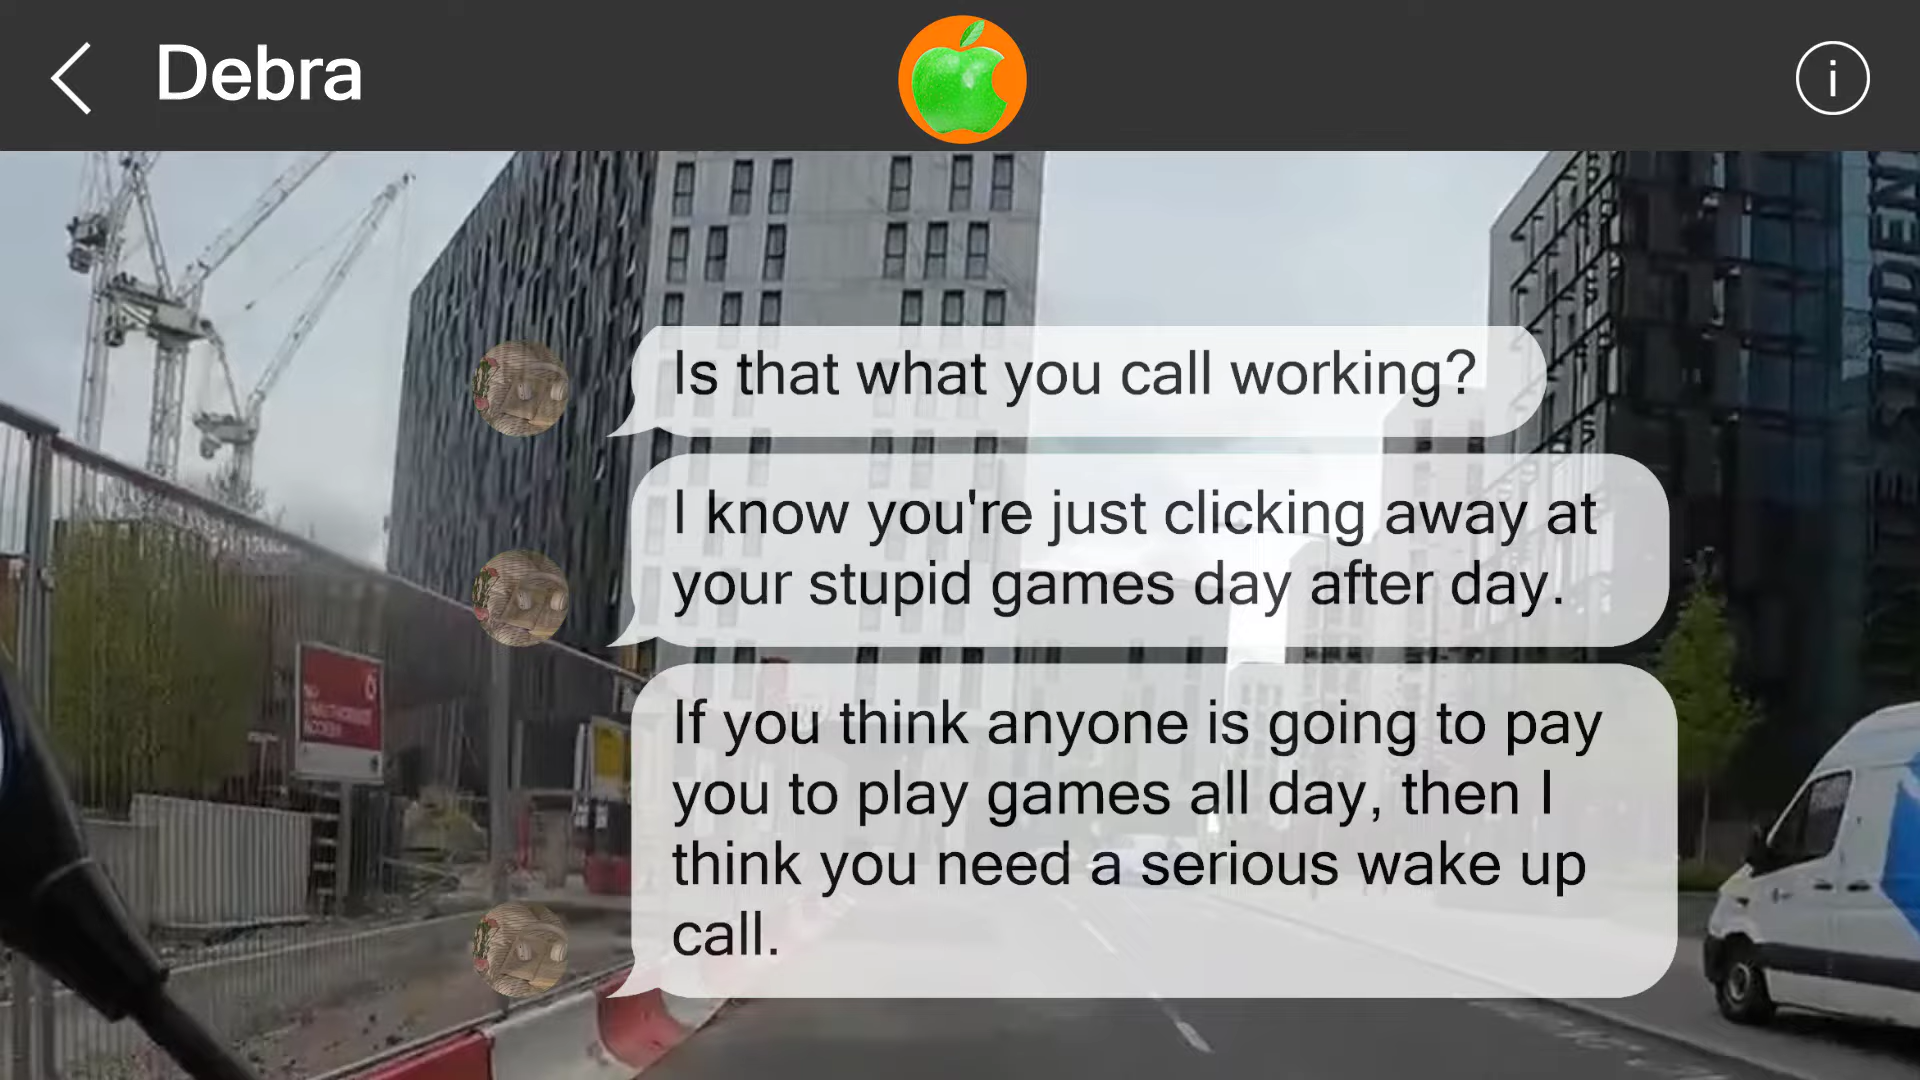 Debra
i
Is that what you call working?
I know you're just clicking away at
your stupid games day after day.
If you think anyone is going to pay
you to play games all day, then I
think you need a serious wake up
call.